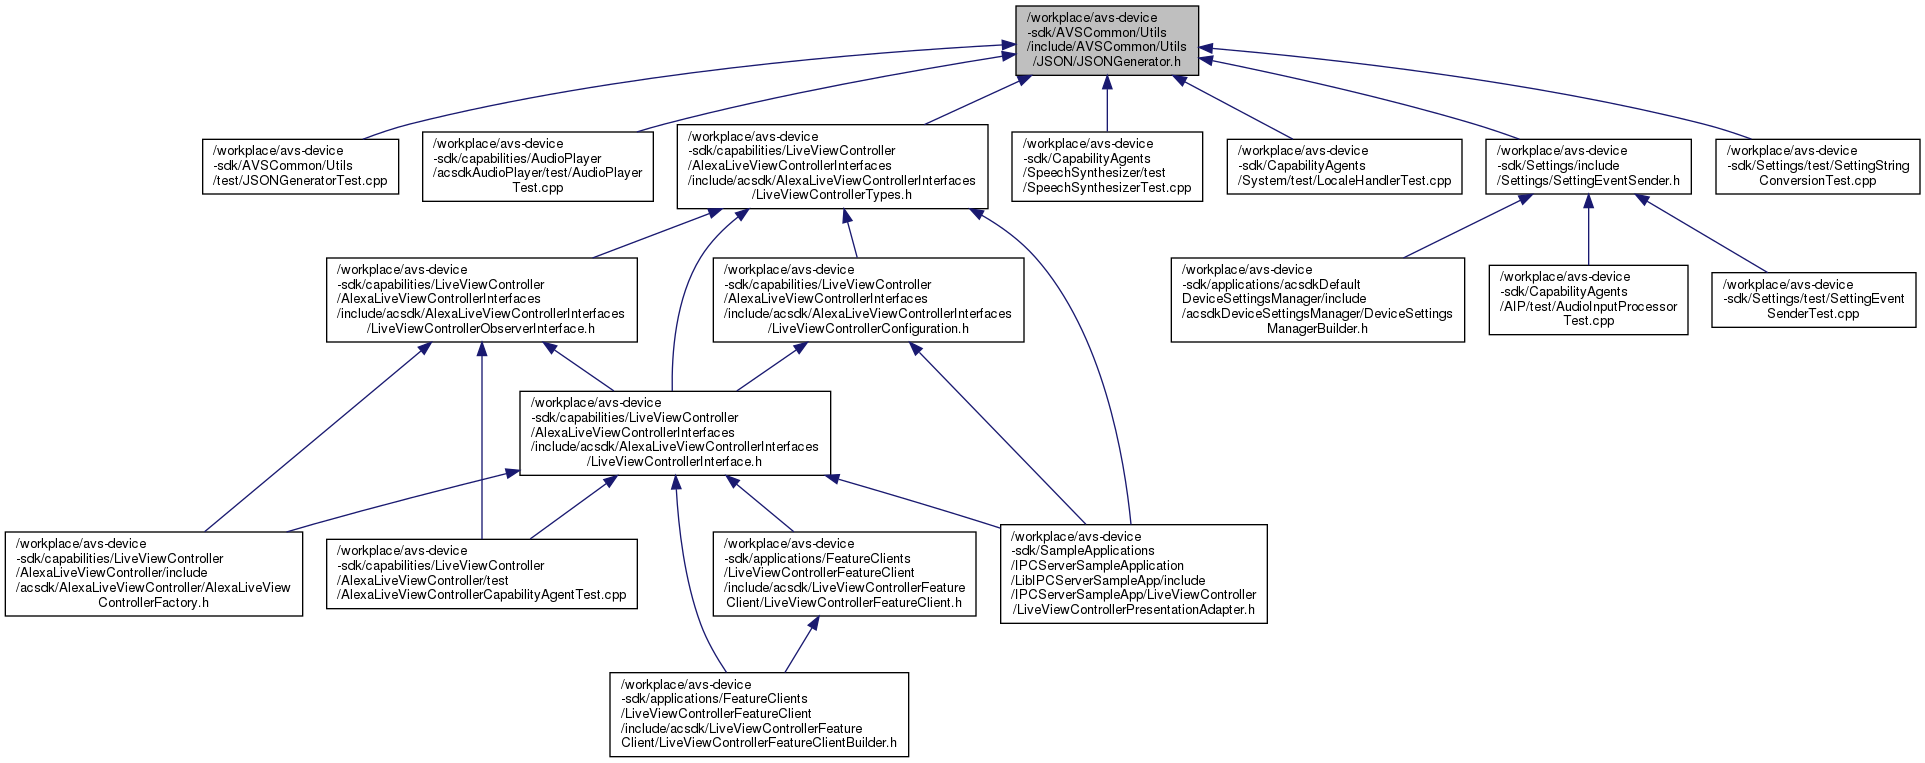 /workplace/avs-device
-sdk/AVSCommon/Utils
/include/AVSCommon/Utils
/JSON/JSONGenerator.h
/workplace/avs-device
-sdk/AVSCommon/Utils
/test/JSONGeneratorTest.cpp
/workplace/avs-device
-sdk/capabilities/AudioPlayer
/acsdkAudioPlayer/test/AudioPlayer
Test.cpp
/workplace/avs-device
-sdk/capabilities/LiveViewController
/AlexaLiveViewControllerInterfaces
/include/acsdk/AlexaLiveViewControllerInterfaces
/LiveViewControllerTypes.h
/workplace/avs-device
-sdk/CapabilityAgents
/SpeechSynthesizer/test
/SpeechSynthesizerTest.cpp
/workplace/avs-device
-sdk/CapabilityAgents
/System/test/LocaleHandlerTest.cpp
/workplace/avs-device
-sdk/Settings/include
/Settings/SettingEventSender.h
/workplace/avs-device
-sdk/Settings/test/SettingString
ConversionTest.cpp
/workplace/avs-device
-sdk/capabilities/LiveViewController
/AlexaLiveViewControllerInterfaces
/include/acsdk/AlexaLiveViewControllerInterfaces
/LiveViewControllerObserverInterface.h
/workplace/avs-device
-sdk/capabilities/LiveViewController
/AlexaLiveViewControllerInterfaces
/include/acsdk/AlexaLiveViewControllerInterfaces
/LiveViewControllerConfiguration.h
/workplace/avs-device
-sdk/applications/acsdkDefault
DeviceSettingsManager/include
/acsdkDeviceSettingsManager/DeviceSettings
ManagerBuilder.h
/workplace/avs-device
-sdk/CapabilityAgents
/AIP/test/AudioInputProcessor
Test.cpp
/workplace/avs-device
-sdk/Settings/test/SettingEvent
SenderTest.cpp
/workplace/avs-device
-sdk/capabilities/LiveViewController
/AlexaLiveViewControllerInterfaces
/include/acsdk/AlexaLiveViewControllerInterfaces
/LiveViewControllerInterface.h
/workplace/avs-device
-sdk/capabilities/LiveViewController
/AlexaLiveViewController/include
/acsdk/AlexaLiveViewController/AlexaLiveView
ControllerFactory.h
/workplace/avs-device
-sdk/capabilities/LiveViewController
/AlexaLiveViewController/test
/AlexaLiveViewControllerCapabilityAgentTest.cpp
/workplace/avs-device
-sdk/applications/FeatureClients
/LiveViewControllerFeatureClient
/include/acsdk/LiveViewControllerFeature
Client/LiveViewControllerFeatureClient.h
/workplace/avs-device
-sdk/SampleApplications
/IPCServerSampleApplication
/LibIPCServerSampleApp/include
/IPCServerSampleApp/LiveViewController
/LiveViewControllerPresentationAdapter.h
/workplace/avs-device
-sdk/applications/FeatureClients
/LiveViewControllerFeatureClient
/include/acsdk/LiveViewControllerFeature
Client/LiveViewControllerFeatureClientBuilder.h